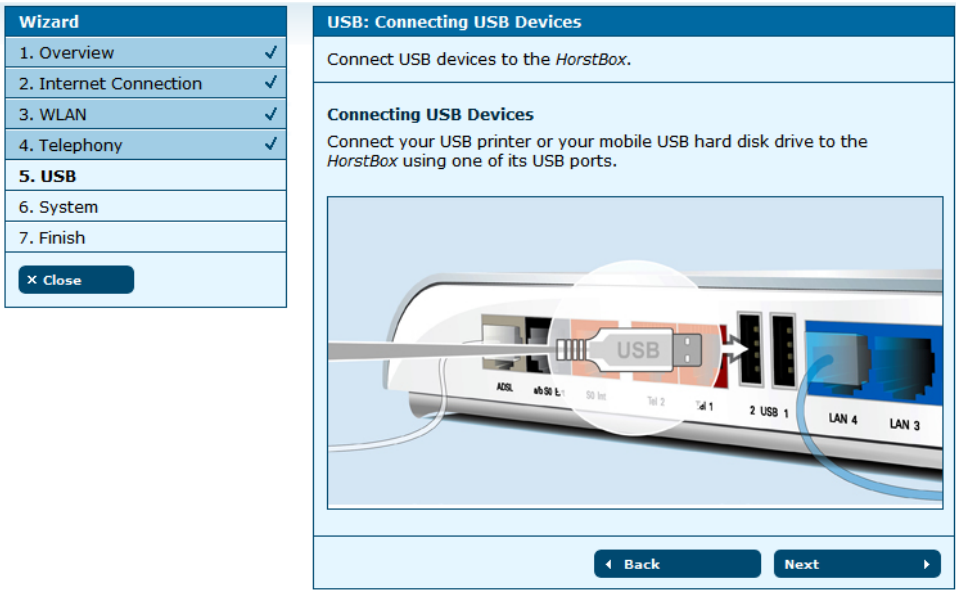 Wizard
1. Overview
2. Internet Connection
3. WLAN
4. Telephony
5. USB
6. System
7. Finish
× Close
USB: Connecting USB Devices
Connect USB devices to the HorstBox.
Connecting USB Devices
Connect your USB printer or your mobile USB hard disk drive to the
HorstBox using one of its USB ports.
USB
ADSL
a/b S0 Ext
S0 Int
Tel 2
Tel 1
2 USB 1
LAN 4
LAN 3
Back
Next